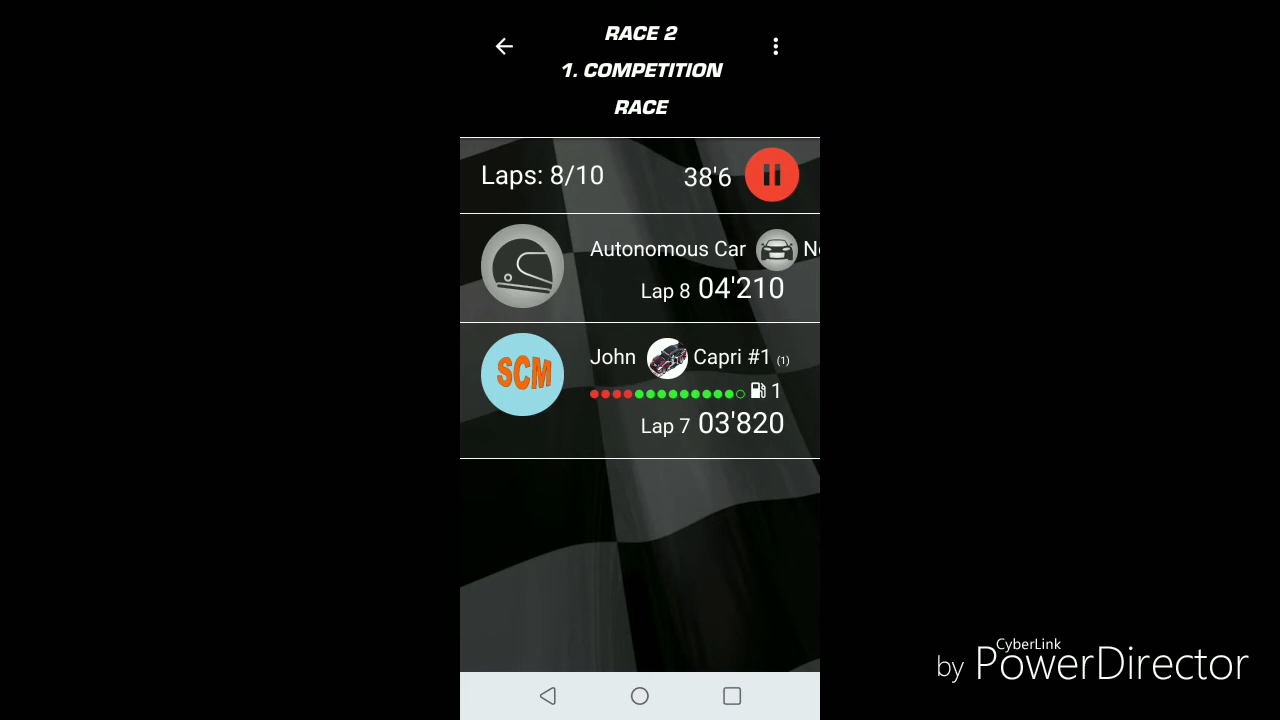 RACE 2
1. COMPETITION
RACE
Laps: 8/10
38'6
Autonomous Car
Lap 8 04'210
SCM
John Capri #1 (1)
1
Lap 7 03'820
CyberLink
by PowerDirector